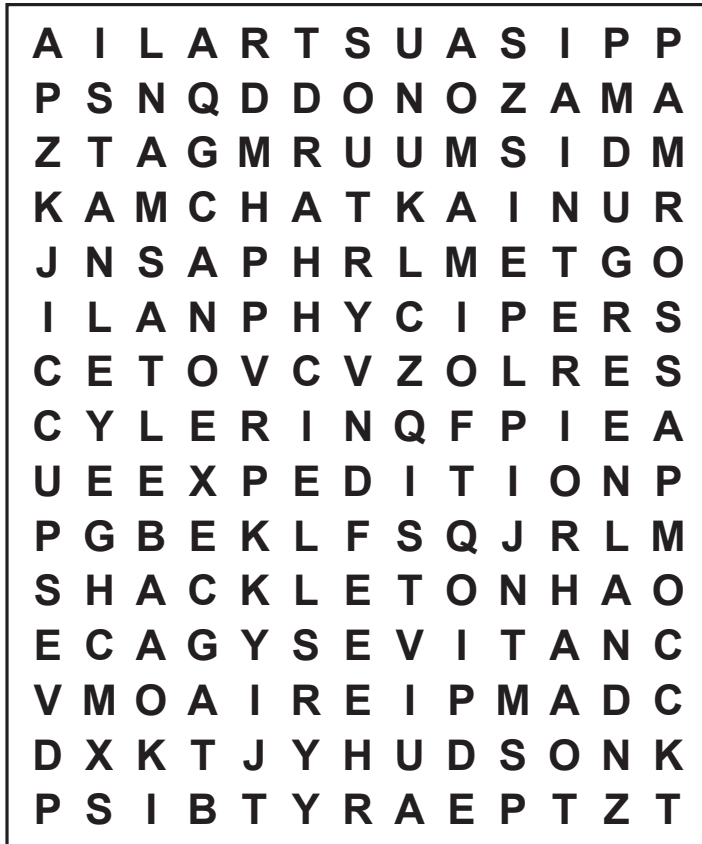 A I L A R T S U A S I P P
P S N Q D D O N O Z A M A
Z T A G M R U U M S I D M
K A M C H A T K A I N U R
J N S A P H R L M E T G O
I L A N P H Y C I P E R S
C E T O V C V Z O L R E S
C Y L E R I N Q F P I E A
U E E X P E D I T I O N P
P G B E K L F S Q J R L M
S H A C K L E T O N H A O
E C A G Y S E V I T A N C
V M O A I R E I P M A D C
D X K T J Y H U D S O N K
P S I B T Y R A E P T Z T